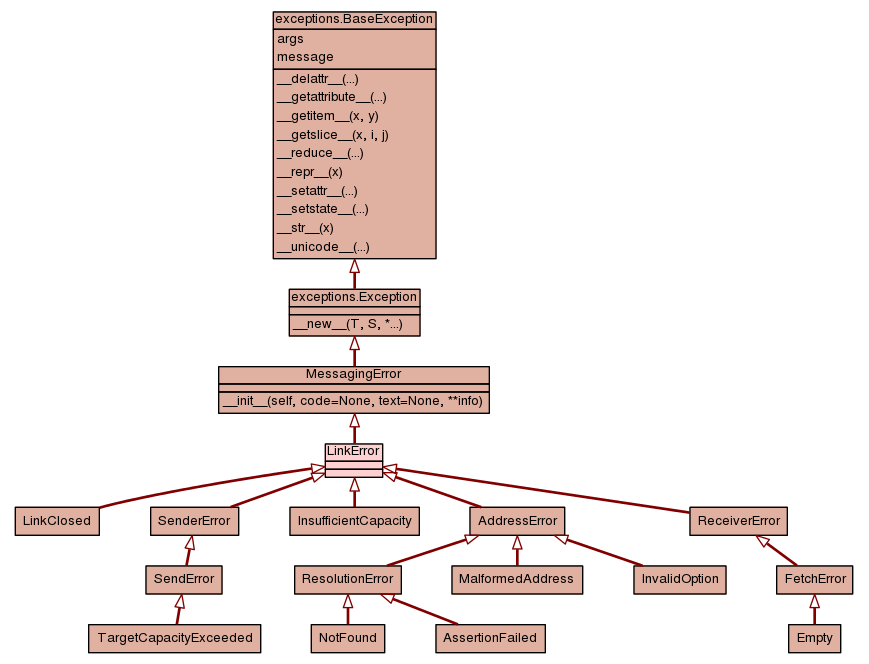 exceptions.BaseException
args
message
__delattr__(...)
__getattribute__(...)
__getitem__(x, y)
__getslice__(x, i, j)
__reduce__(...)
__repr__(x)
__setattr__(...)
__setstate__(...)
__str__(x)
__unicode__(...)
exceptions.Exception
__new__(T, S, *...)
MessagingError
__init__(self, code=None, text=None, **info)
LinkError
LinkClosed
SenderError
InsufficientCapacity
AddressError
ReceiverError
SendError
ResolutionError
MalformedAddress
InvalidOption
FetchError
TargetCapacityExceeded
NotFound
AssertionFailed
Empty